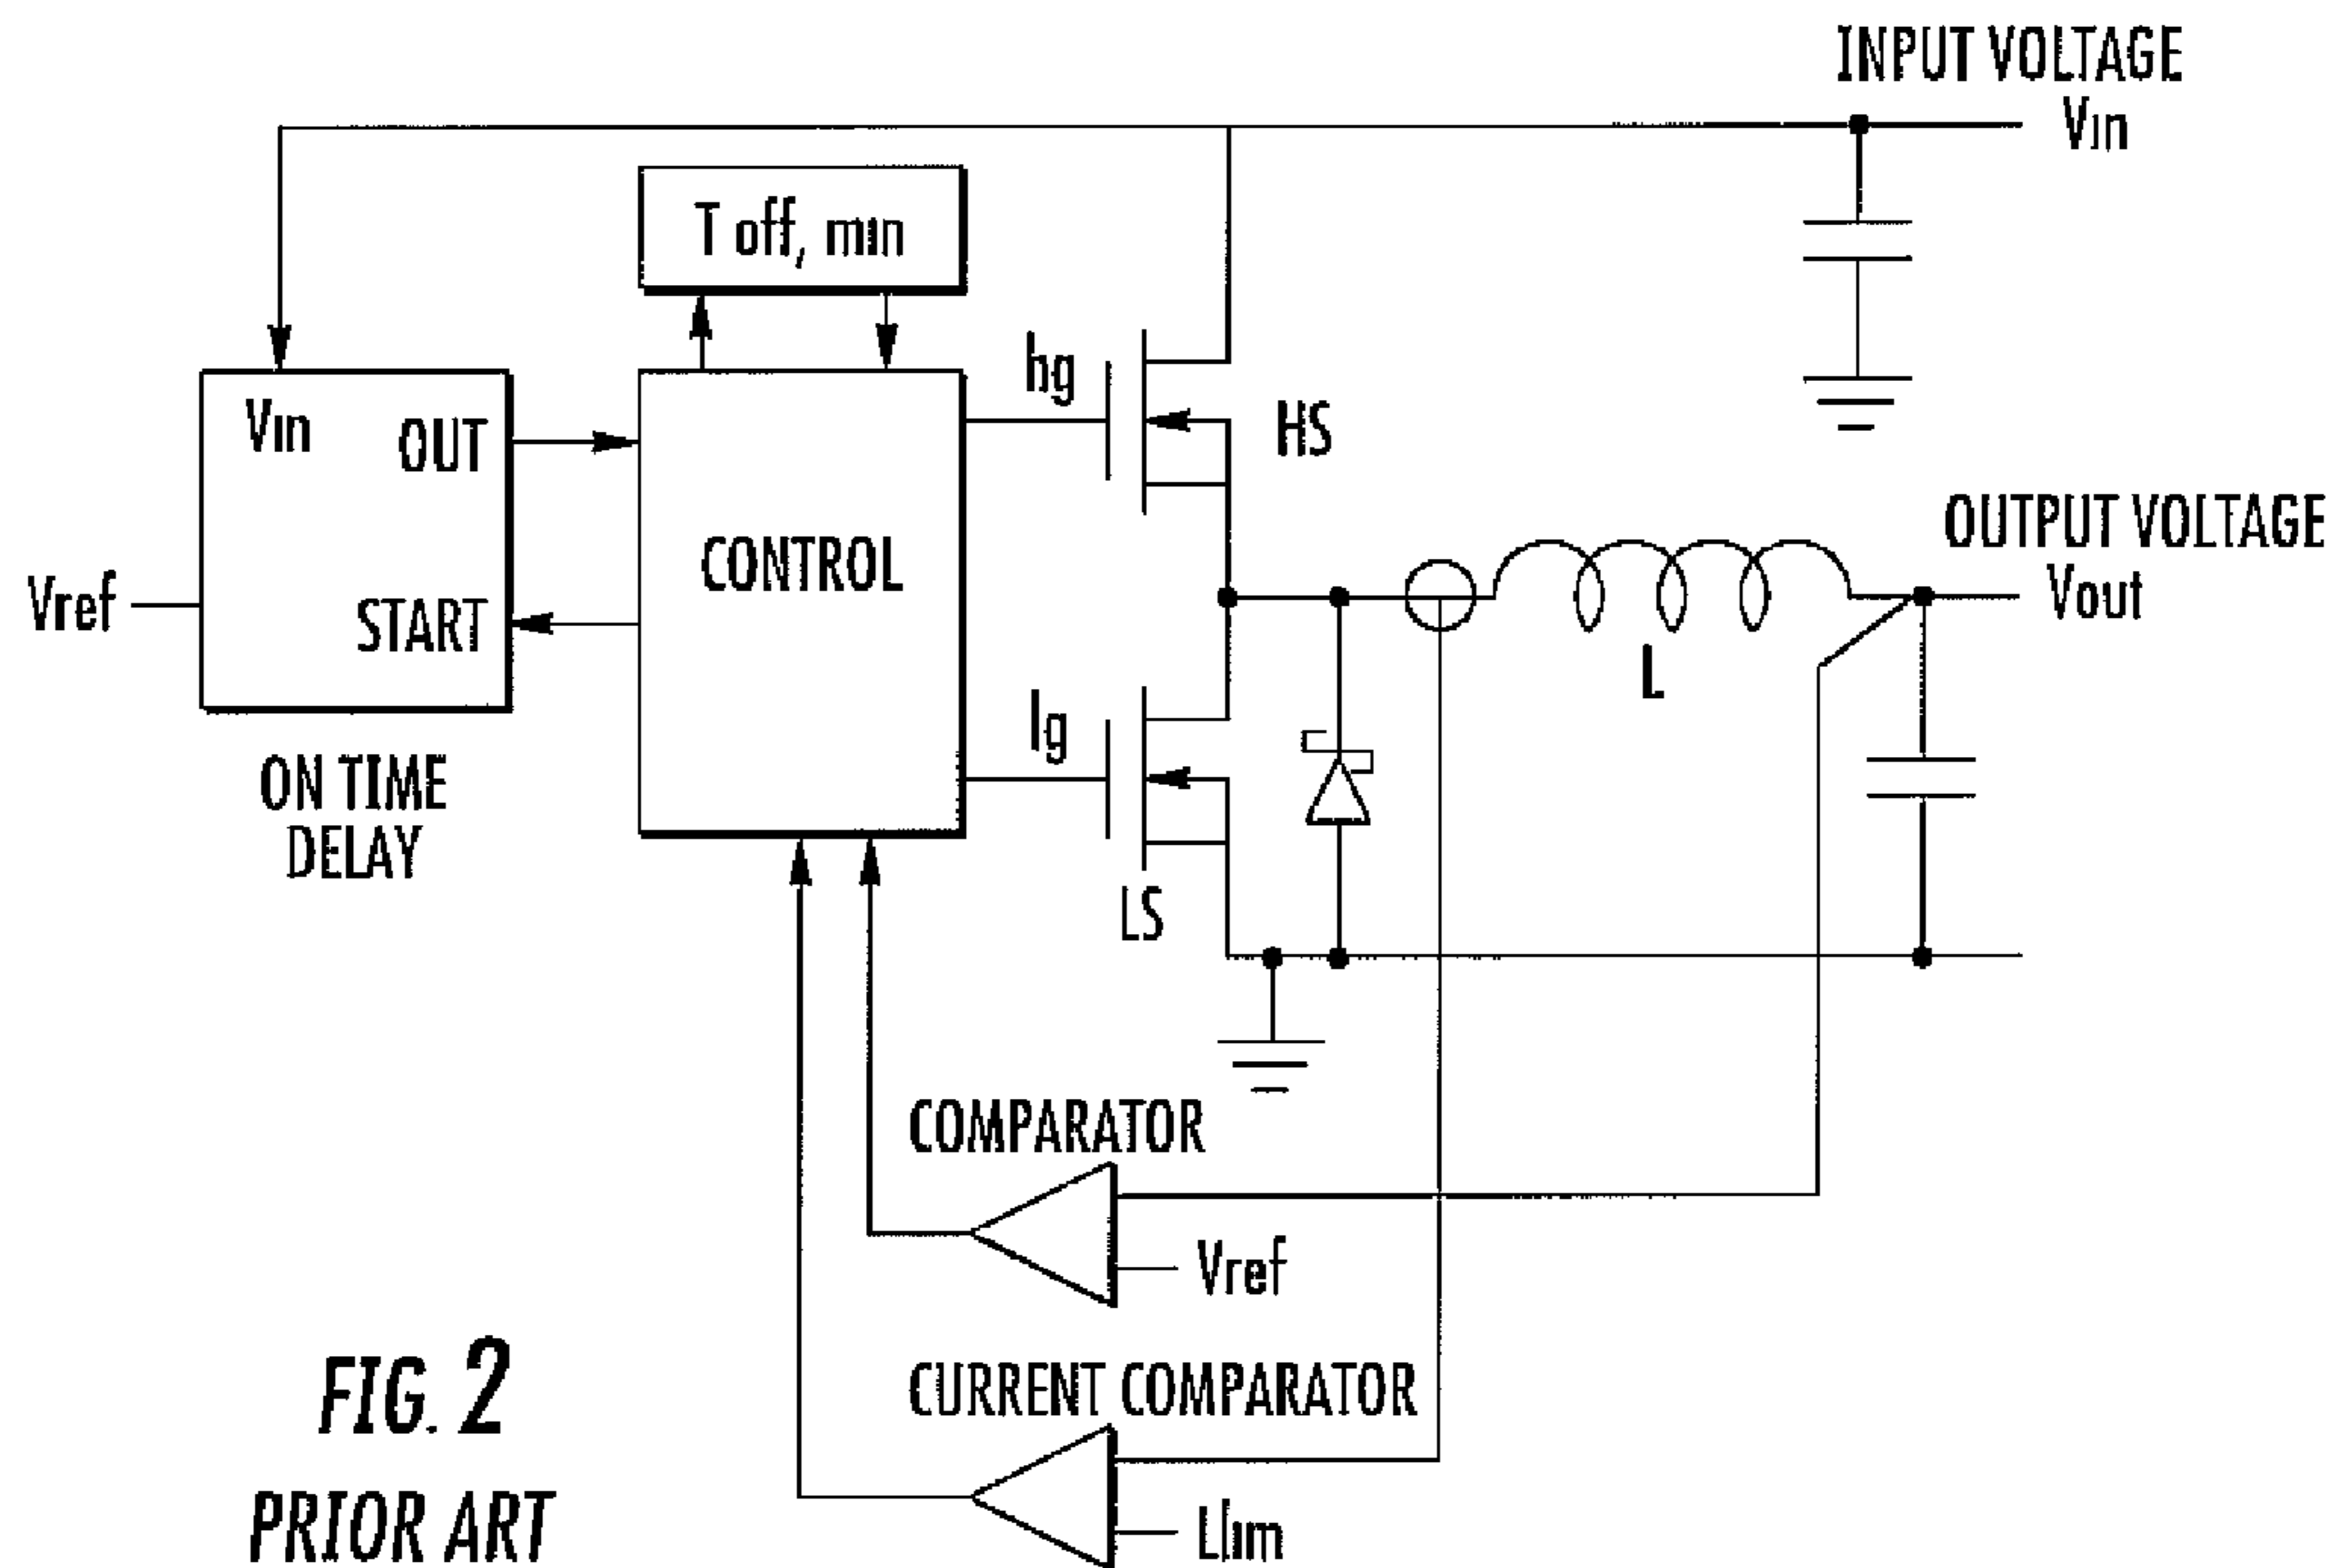 INPUT VOLTAGE
Vin
T off, min
hg
Vin
OUT
HS
CONTROL
OUTPUT VOLTAGE
Vout
Vref
START
L
lg
ON TIME
DELAY
LS
COMPARATOR
Vref
CURRENT COMPARATOR
FIG. 2
PRIOR ART